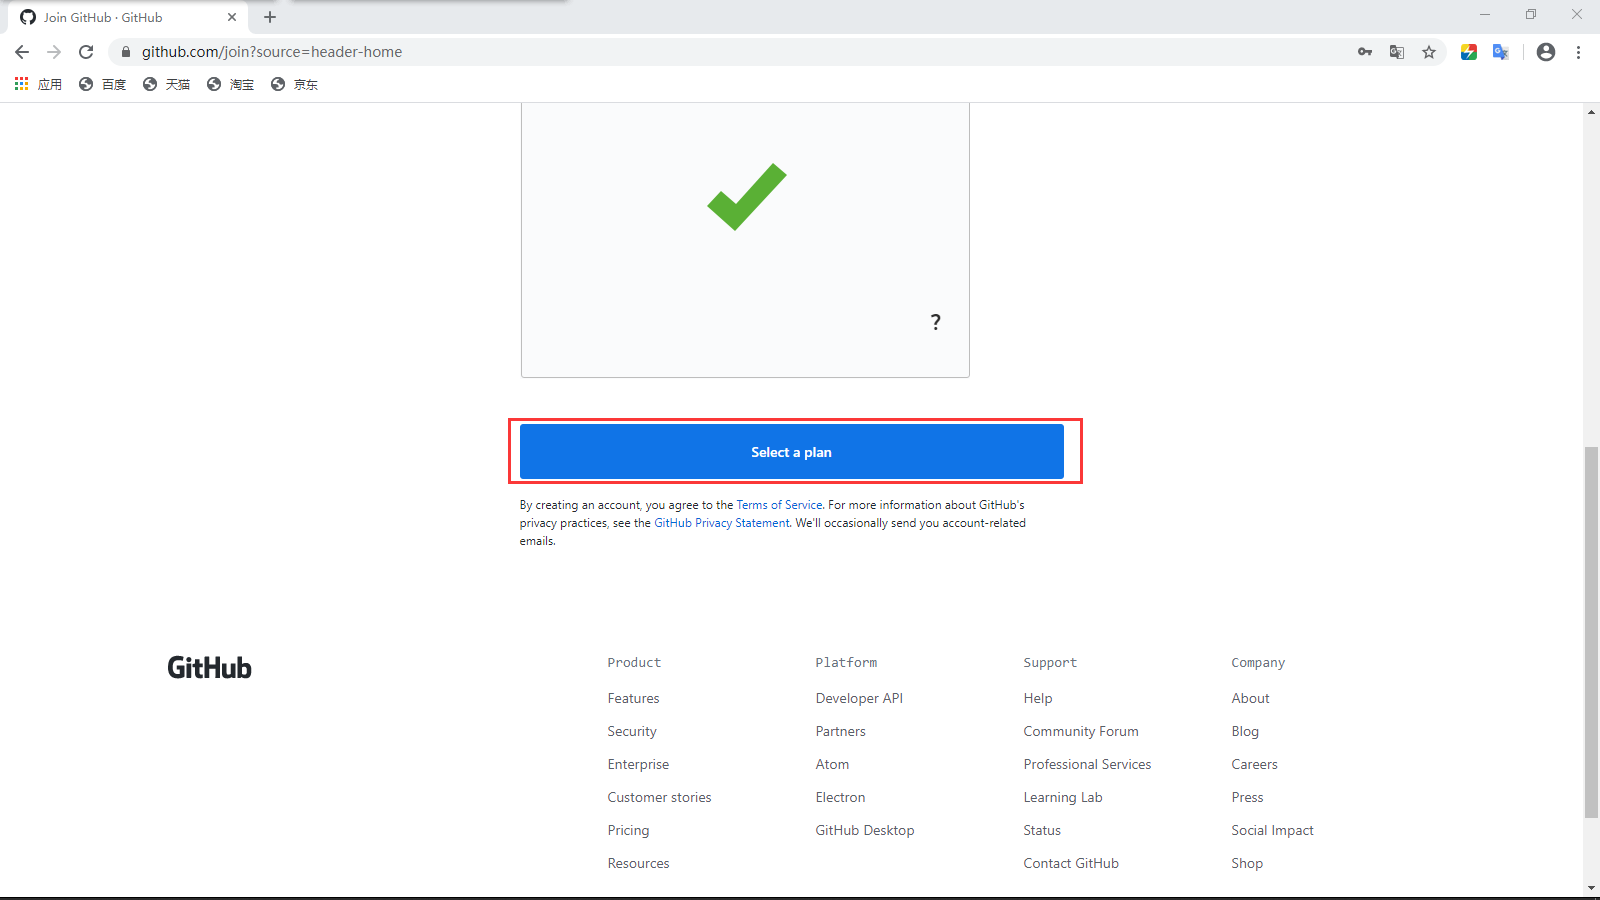 Join GitHub · GitHub
github.com/join?source=header-home
应用 百度 天猫 淘宝 京东
?
Select a plan
By creating an account, you agree to the Terms of Service. For more information about GitHub's
privacy practices, see the GitHub Privacy Statement. We'll occasionally send you account-related
emails.
GitHub
Product
Features
Security
Enterprise
Customer stories
Pricing
Resources
Platform
Developer API
Partners
Atom
Electron
GitHub Desktop
Support
Help
Community Forum
Professional Services
Learning Lab
Status
Contact GitHub
Company
About
Blog
Careers
Press
Social Impact
Shop